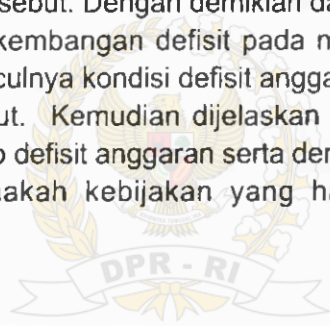 sebut. Dengan demikian da
kembangan defisit pada m
culnya kondisi defisit angga
ut. Kemudian dijelaskan
defisit anggaran serta der
akah kebijakan yang ha
DPR - RI